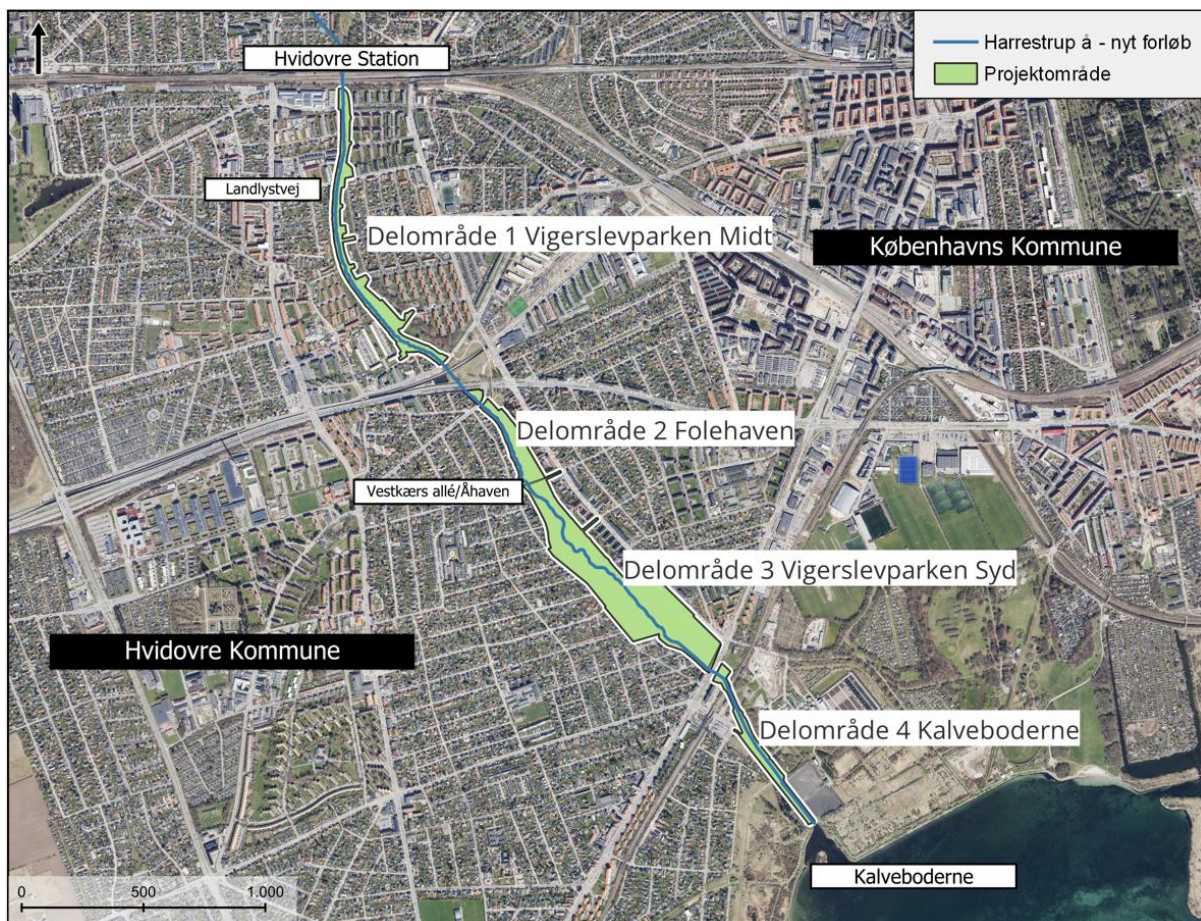 Harrestrup å - nyt forløb
Projektområde
Hvidovre Station
Landlystvej
Delområde 1 Vigerslevparken Midt
Københavns Kommune
Delområde 2 Folehaven
Vestkærs allé/Åhaven
Delområde 3 Vigerslevparken Syd
Hvidovre Kommune
Delområde 4 Kalveboderne
Kalveboderne
0 500 1.000